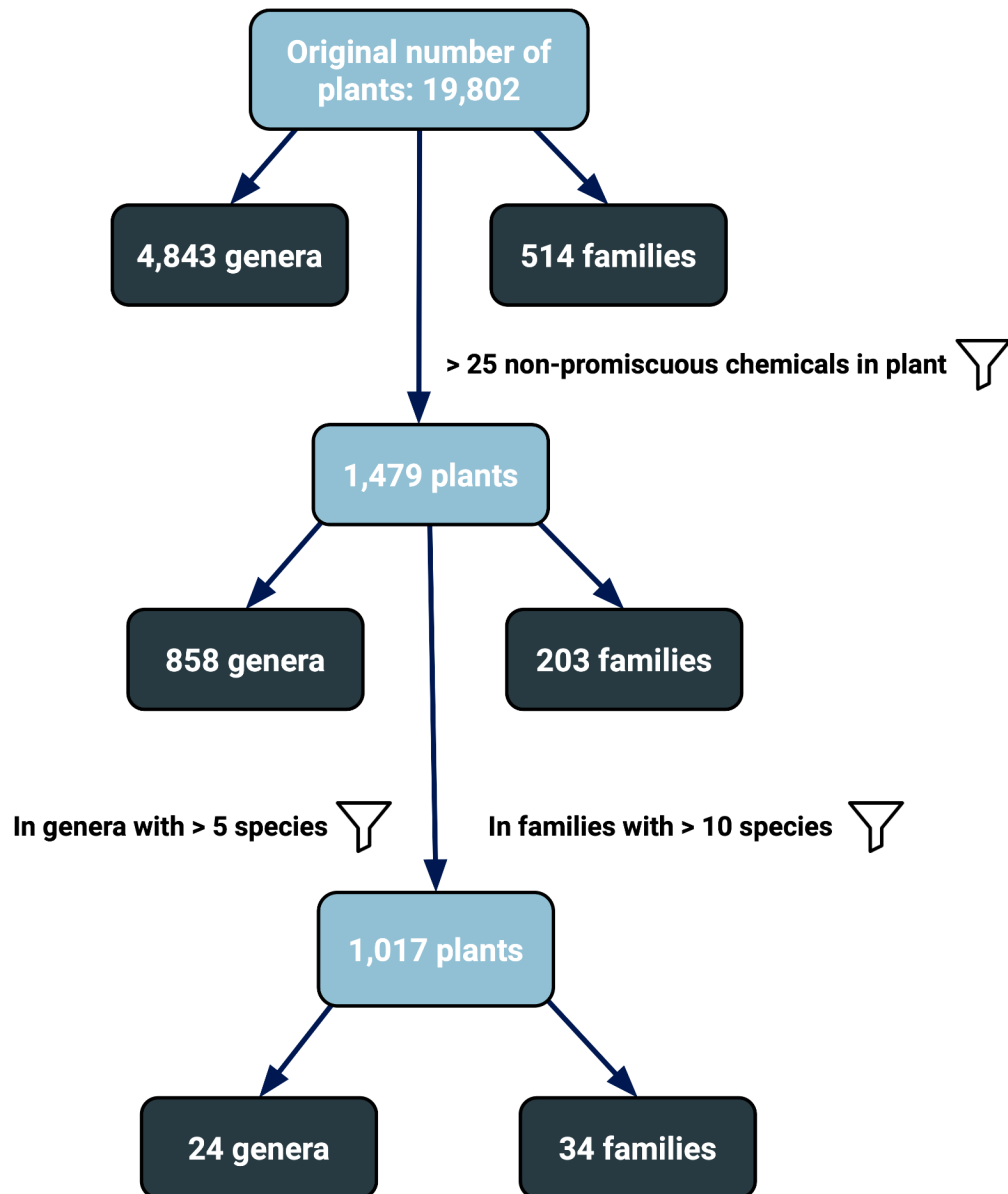 Original number of
plants: 19,802
4,843 genera
514 families
> 25 non-promiscuous chemicals in plant
1,479 plants
858 genera
203 families
In genera with > 5 species
In families with > 10 species
1,017 plants
24 genera
34 families